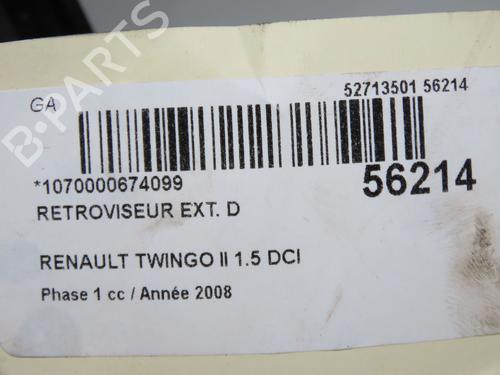 B-PARTS
GA
52713501 56214
*1070000674099
56214
RETROVISEUR EXT. D
RENAULT TWINGO II 1.5 DCI
Phase 1 cc / Année 2008